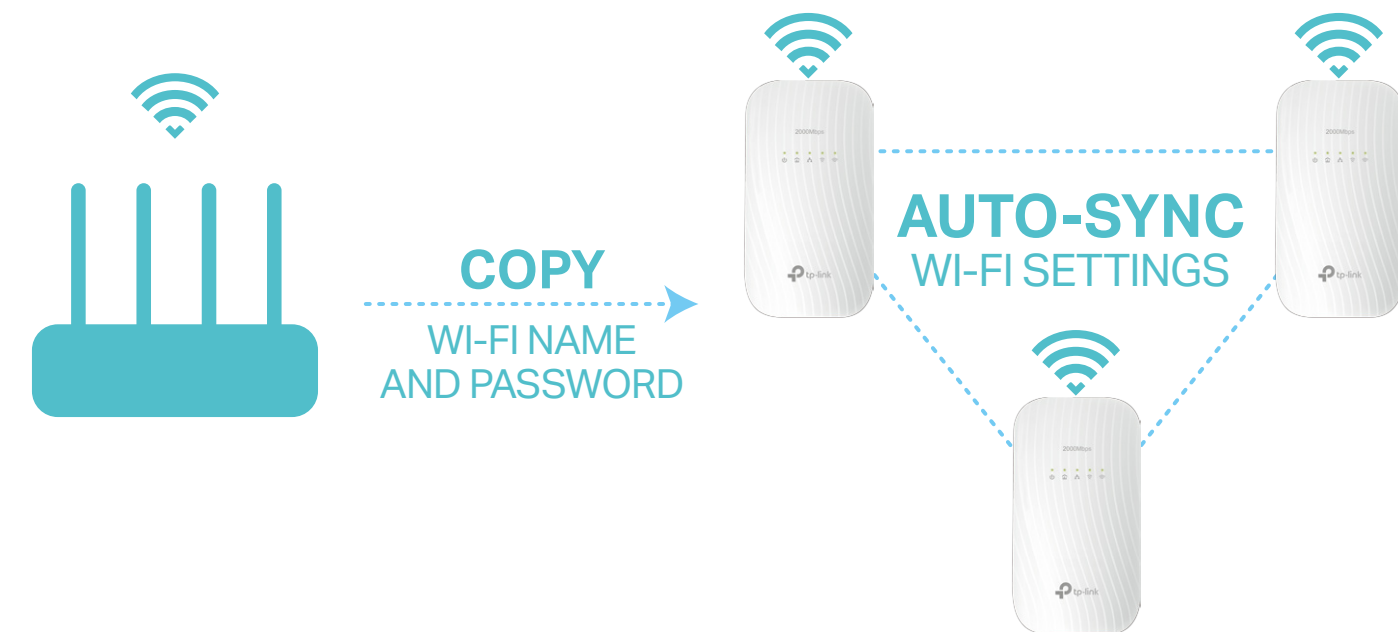 COPY
WI-FI NAME
AND PASSWORD
2000Mbps
tp-link
AUTO-SYNC
WI-FI SETTINGS
2000Mbps
tp-link
2000Mbps
tp-link